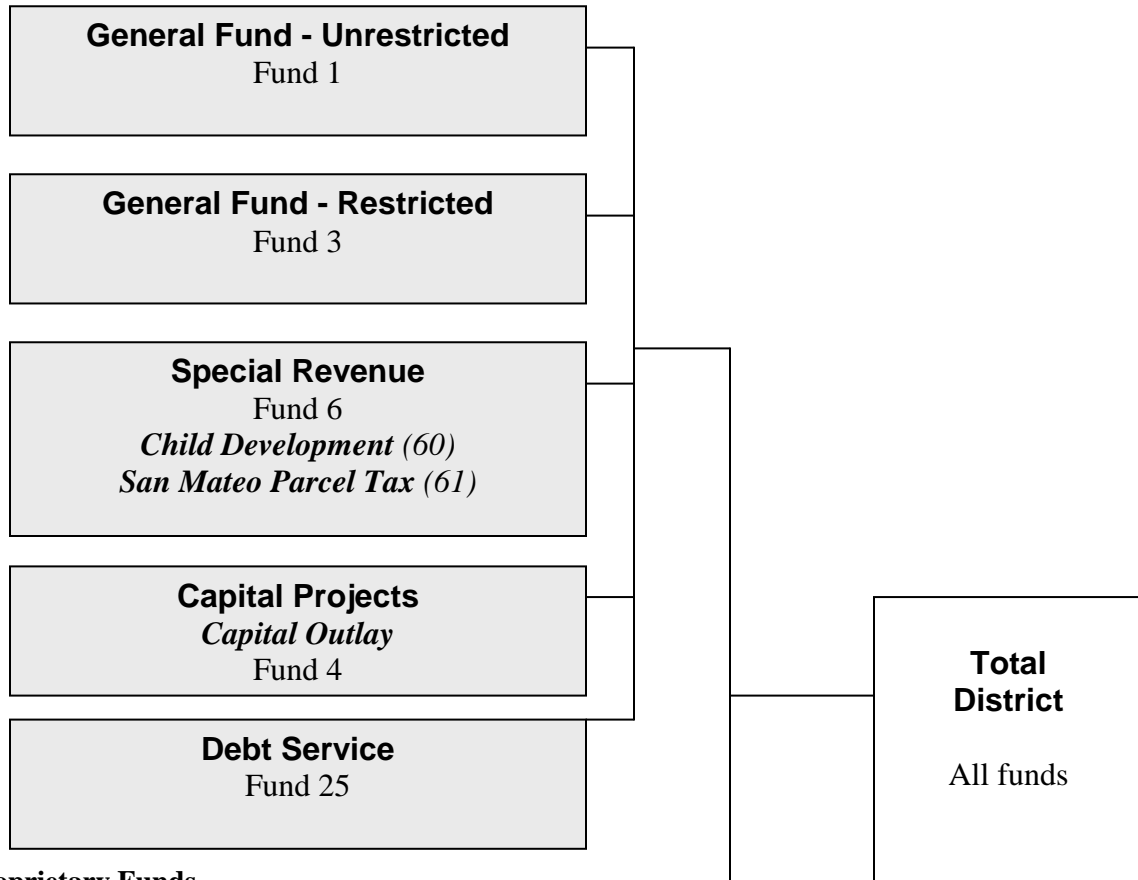 General Fund - Unrestricted
Fund 1
General Fund - Restricted
Fund 3
Special Revenue
Fund 6
Child Development (60)
San Mateo Parcel Tax (61)
Capital Projects
Capital Outlay
Fund 4
Debt Service
Fund 25
Total
District
All funds